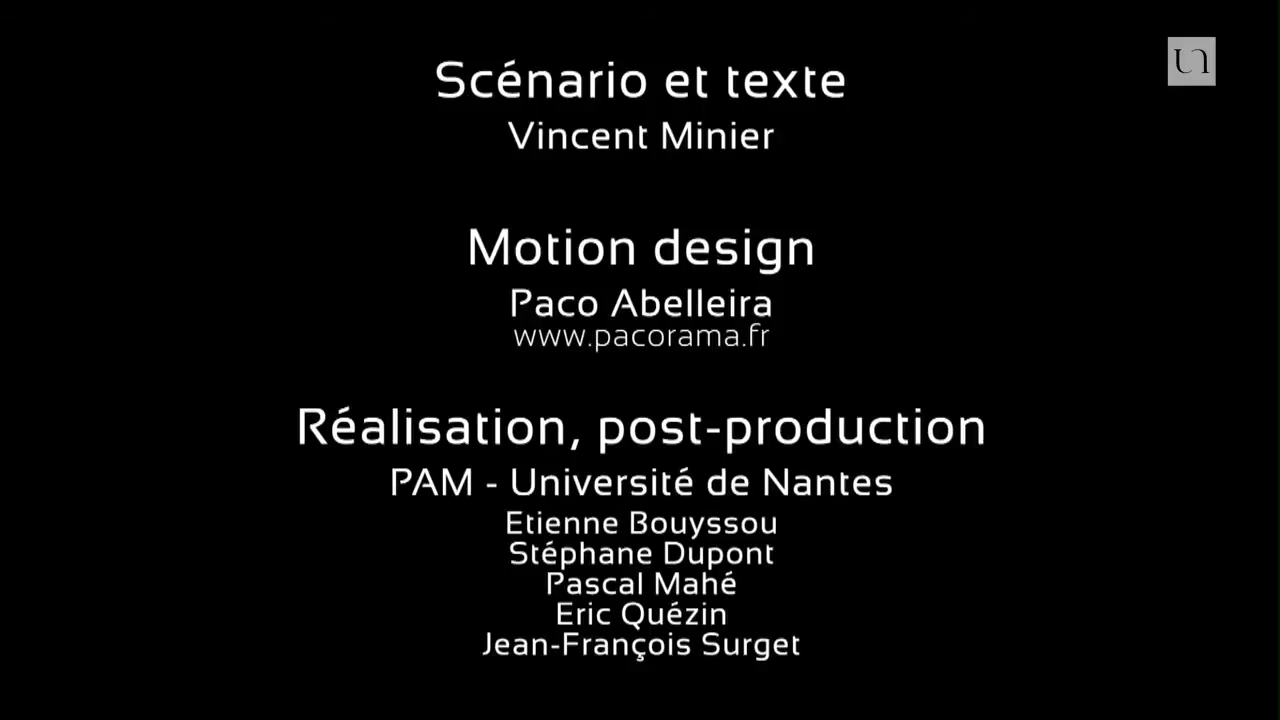 Scénario et texte
Vincent Minier
Motion design
Paco Abelleira
www.pacorama.fr
Réalisation, post-production
PAM - Université de Nantes
Etienne Bouyssou
Stéphane Dupont
Pascal Mahé
Eric Quézin
Jean-François Surget